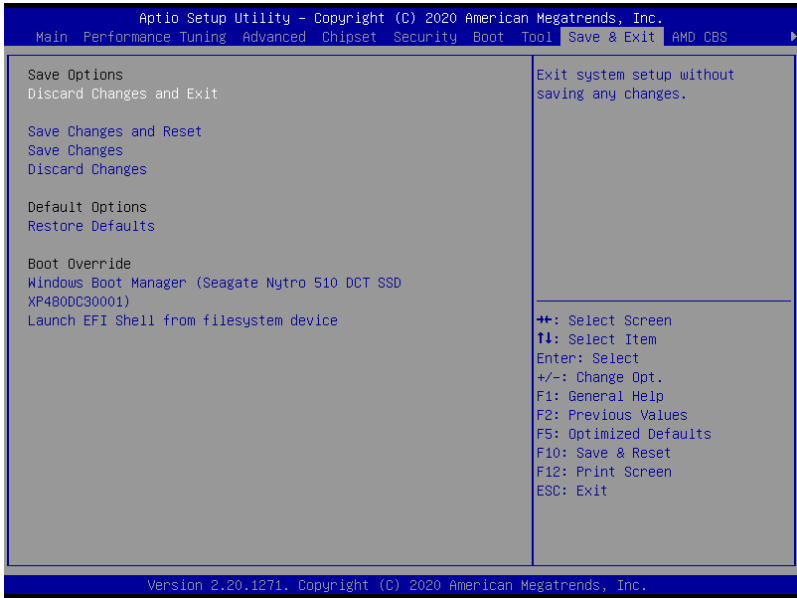 Aptio Setup Utility – Copyright (C) 2020 American Megatrends, Inc.
Main Performance Tuning Advanced Chipset Security Boot Tool Save & Exit AMD CBS
Save Options
Discard Changes and Exit
Save Changes and Reset
Save Changes
Discard Changes
Default Options
Restore Defaults
Boot Override
Windows Boot Manager (Seagate Nytro 510 DCT SSD
XP480DC30001)
Launch EFI Shell from filesystem device
Exit system setup without
saving any changes.
→←: Select Screen
↑↓: Select Item
Enter: Select
+/-: Change Opt.
F1: General Help
F2: Previous Values
F5: Optimized Defaults
F10: Save & Reset
F12: Print Screen
ESC: Exit
Version 2.20.1271. Copyright (C) 2020 American Megatrends, Inc.